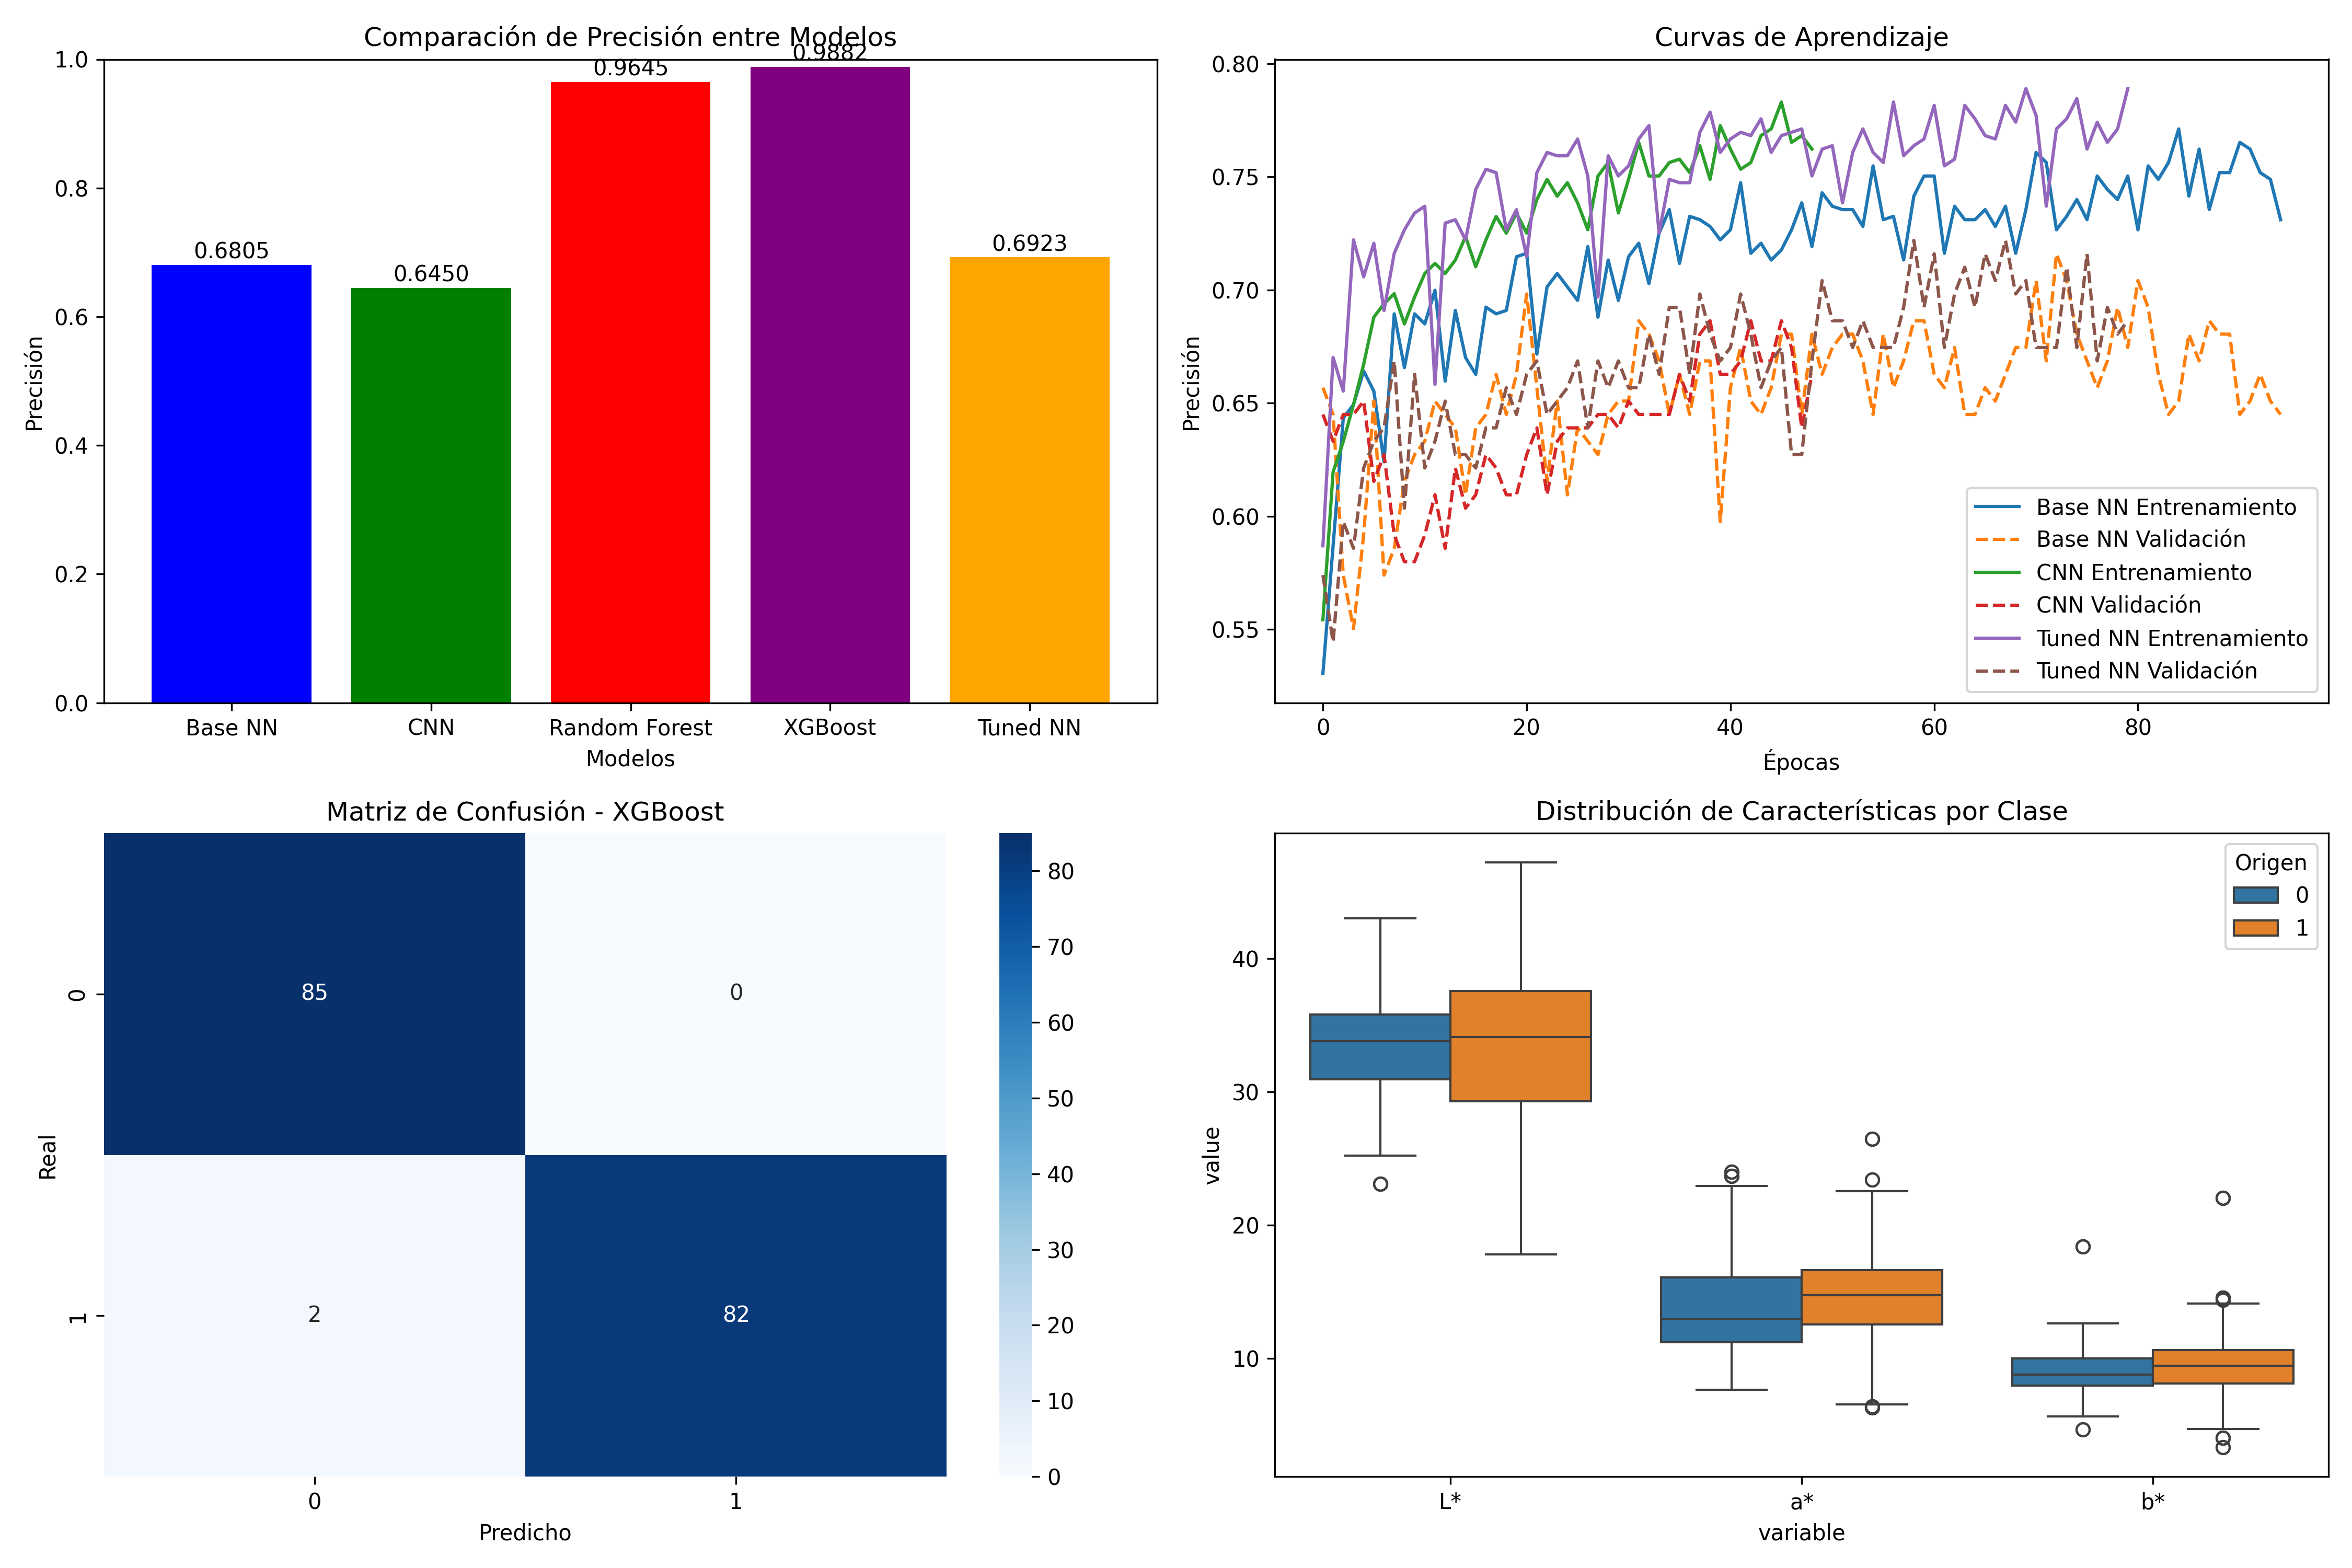 Comparación de Precisión entre Modelos
1.0
0.8
0.6
0.4
0.2
0.0
Precisión
0.6805
0.6450
0.9645
0.9882
0.6923
Base NN
CNN
Random Forest
XGBoost
Tuned NN
Modelos
Curvas de Aprendizaje
0.80
0.75
0.70
0.65
0.60
0.55
Precisión
Base NN Entrenamiento
Base NN Validación
CNN Entrenamiento
CNN Validación
Tuned NN Entrenamiento
Tuned NN Validación
0
20
40
60
80
Épocas
Matriz de Confusión - XGBoost
Real
0
1
85
0
2
82
0
1
Predicho
80
70
60
50
40
30
20
10
0
Distribución de Características por Clase
Origen
0
1
40
30
20
10
value
L*
a*
b*
variable